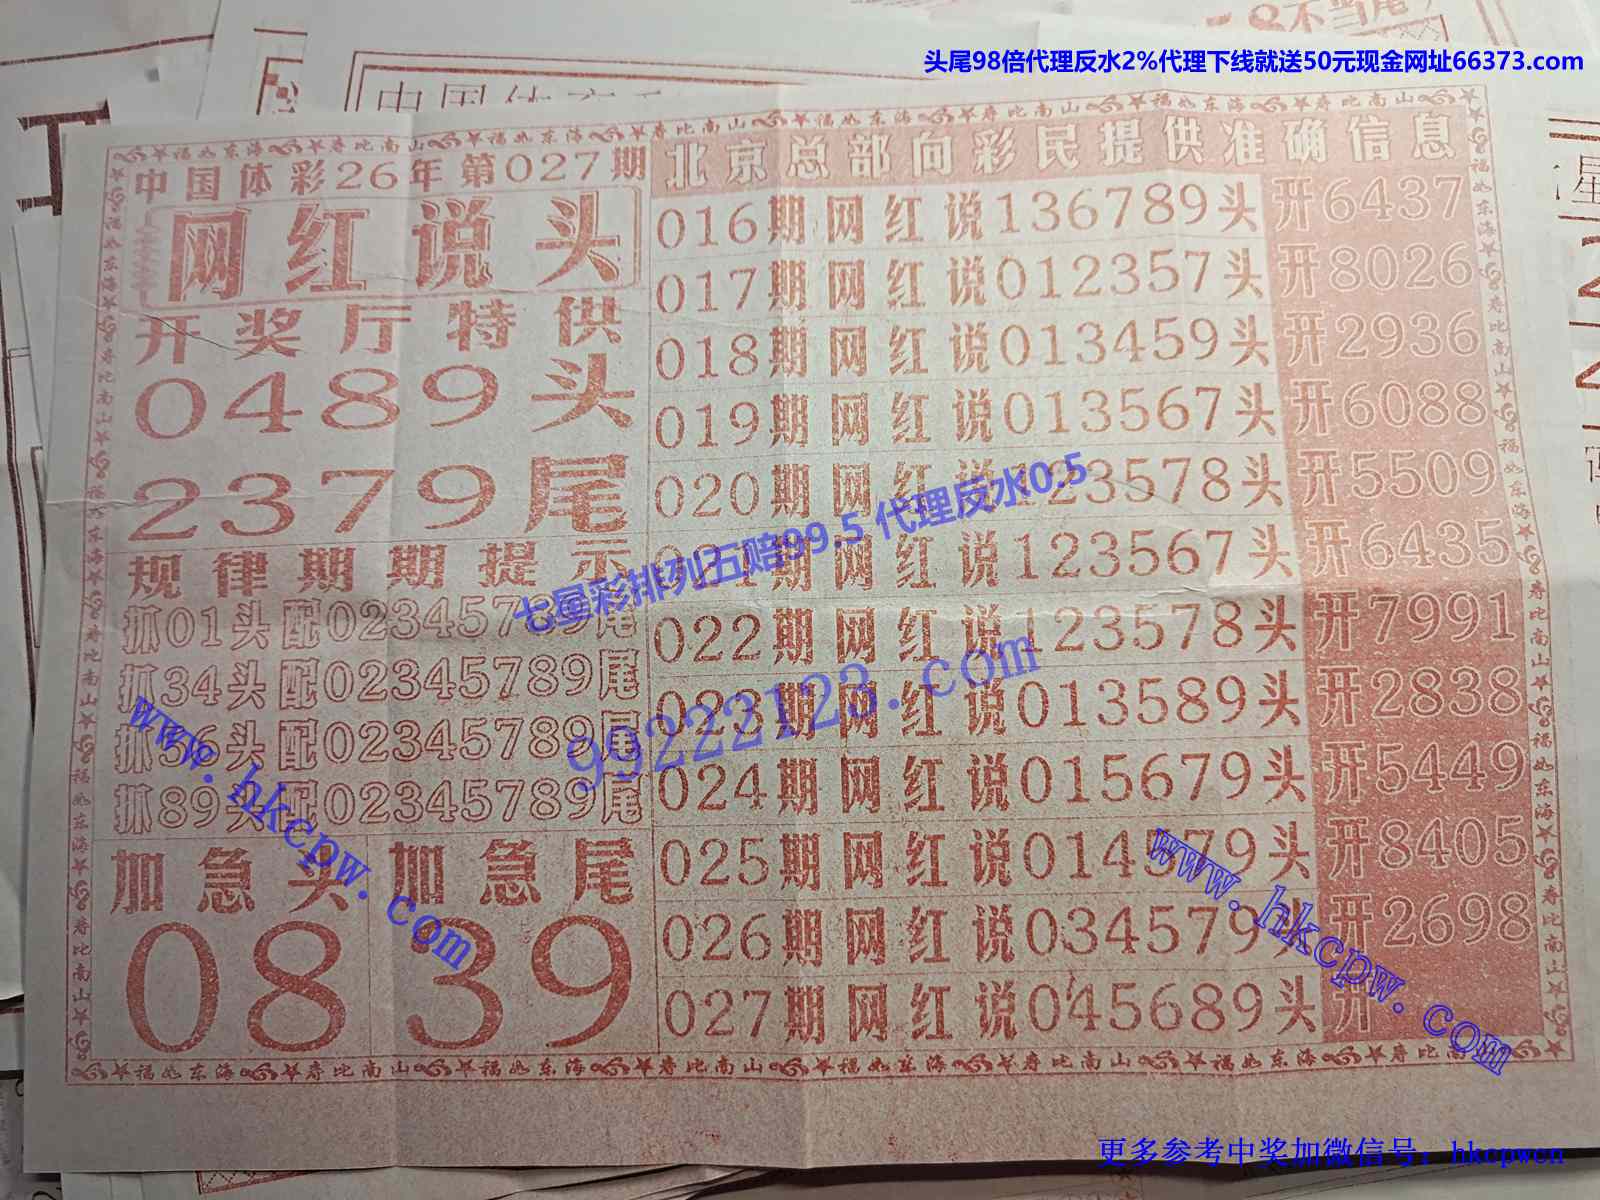 头尾98倍代理反水2%代理下线就送50元现金网址66373.com
中国体彩26年第027期
网红说头
开奖厅特供
0489头
2379尾
规律期期提示
抓01头配02345789尾
抓34头配02345789尾
抓56头配02345789尾
抓89头配02345789尾
加急头 加急尾
08 39
北京总部向彩民提供准确信息
016期网红说136789头 开6437
017期网红说012357头 开8026
018期网红说013459头 开2936
019期网红说013567头 开6088
020期网红说123578头 开5509
021期网红说123567头 开6435
022期网红说123578头 开7991
023期网红说013589头 开2838
024期网红说015679头 开5449
025期网红说014579头 开8405
026期网红说034579头 开2698
027期网红说045689头 开
福如东海 寿比南山
七星彩排列五赔99.5 代理反水0.5
99222123.com
www.hkcpw.com
www.hkcpw.com
更多参考中奖加微信号：hkcpwcn